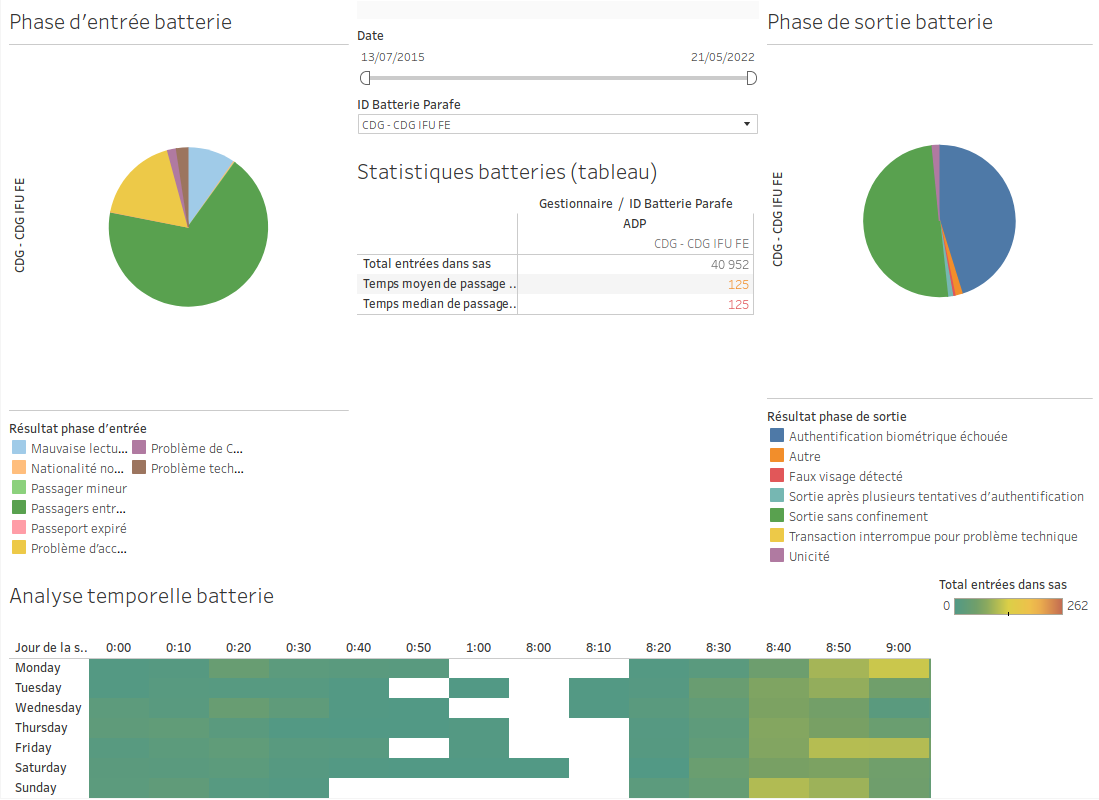 Phase d'entrée batterie
CDG - CDG IFU FE
Résultat phase d'entrée
Mauvaise lectu...
Problème de C...
Nationalité no...
Problème tech...
Passager mineur
Passagers entr...
Passeport expiré
Problème d'acc...
Date
13/07/2015
21/05/2022
ID Batterie Parafe
CDG - CDG IFU FE
Statistiques batteries (tableau)
Gestionnaire / ID Batterie Parafe
ADP
CDG - CDG IFU FE
Total entrées dans sas 40 952
Temps moyen de passage .. 125
Temps median de passage.. 125
Phase de sortie batterie
CDG - CDG IFU FE
Résultat phase de sortie
Authentification biométrique échouée
Autre
Faux visage détecté
Sortie après plusieurs tentatives d'authentification
Sortie sans confinement
Transaction interrompue pour problème technique
Unicité
Analyse temporelle batterie
Total entrées dans sas
0 262
Jour de la s.. 0:00 0:10 0:20 0:30 0:40 0:50 1:00 8:00 8:10 8:20 8:30 8:40 8:50 9:00
Monday
Tuesday
Wednesday
Thursday
Friday
Saturday
Sunday